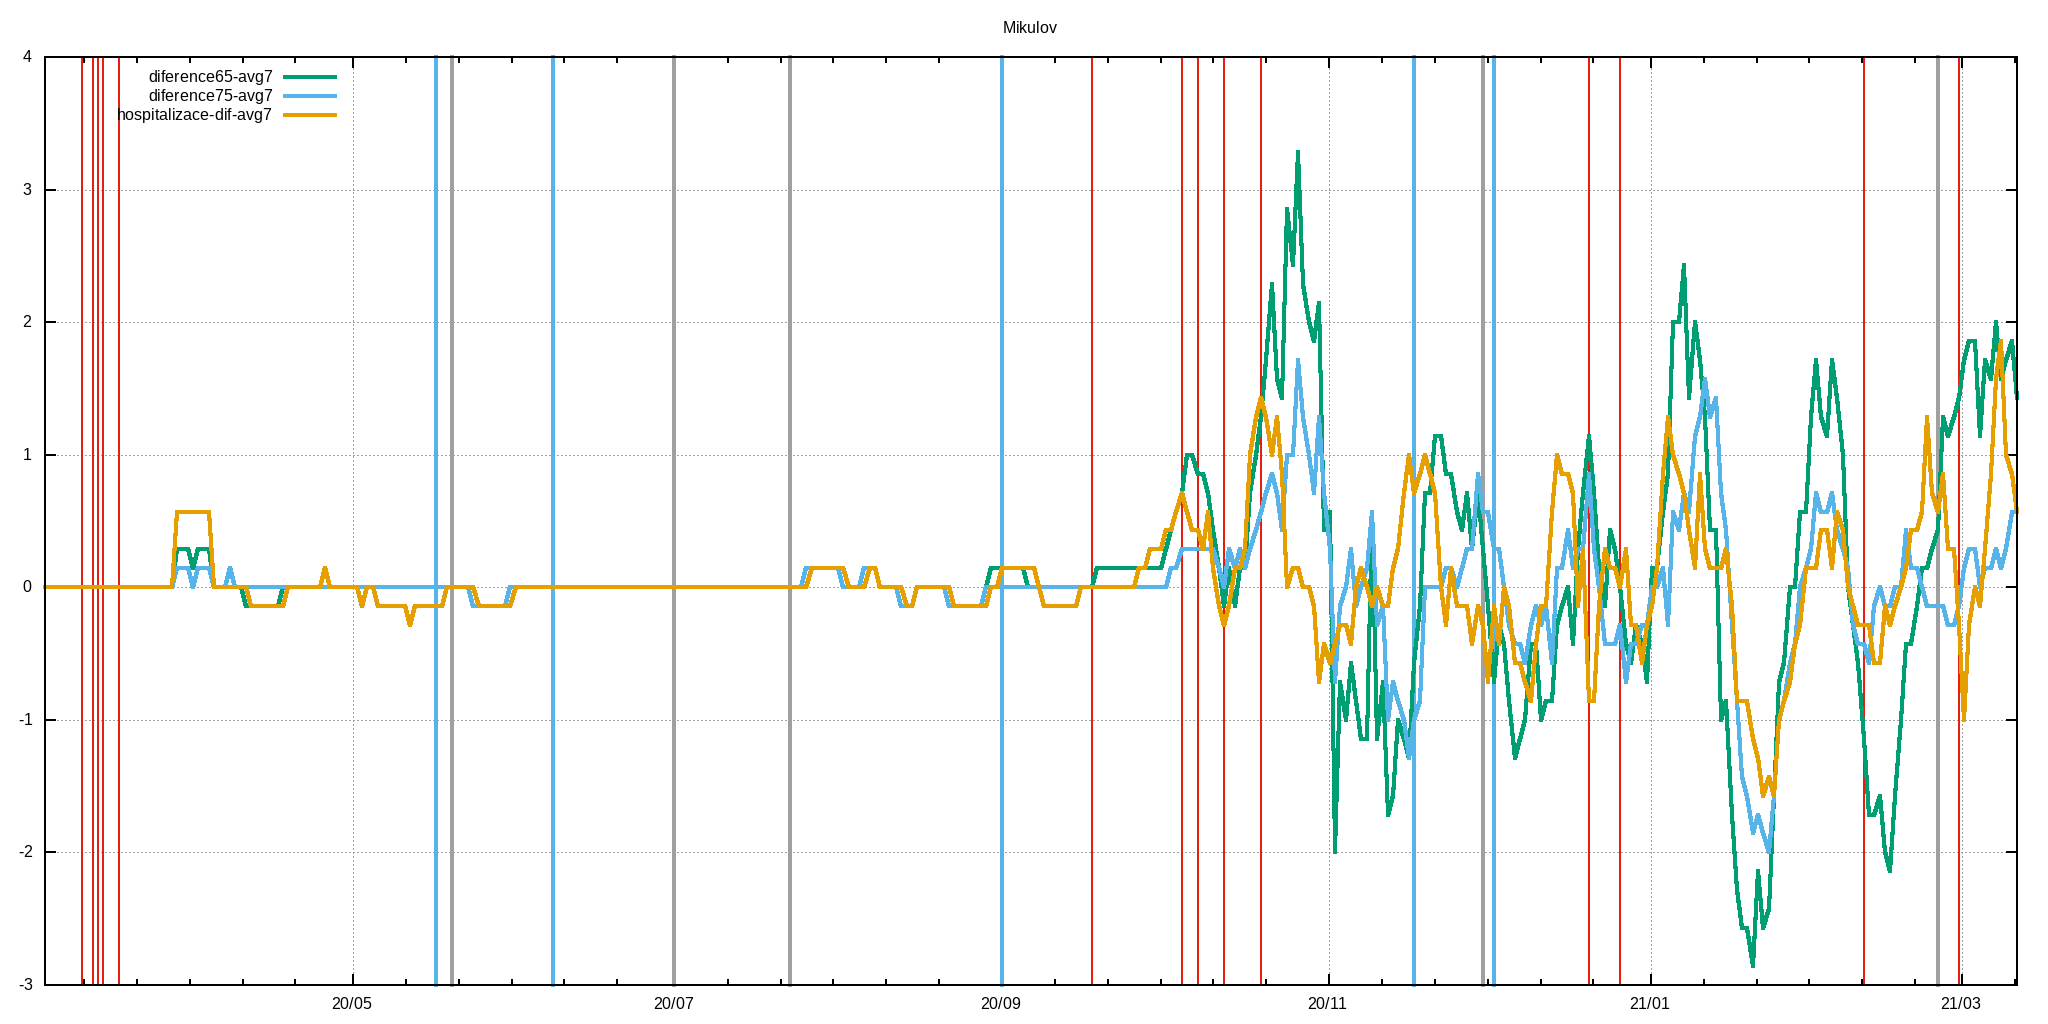 Mikulov
diference65-avg7
diference75-avg7
hospitalizace-dif-avg7
4
3
2
1
0
-1
-2
-3
20/05 20/07 20/09 20/11 21/01 21/03